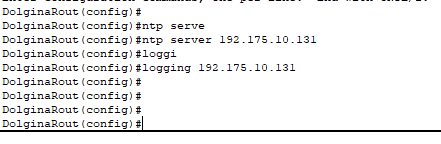 DolginaRout(config)#
DolginaRout(config)#ntp serve
DolginaRout(config)#ntp server 192.175.10.131
DolginaRout(config)#loggi
DolginaRout(config)#logging 192.175.10.131
DolginaRout(config)#
DolginaRout(config)#
DolginaRout(config)#
DolginaRout(config)#